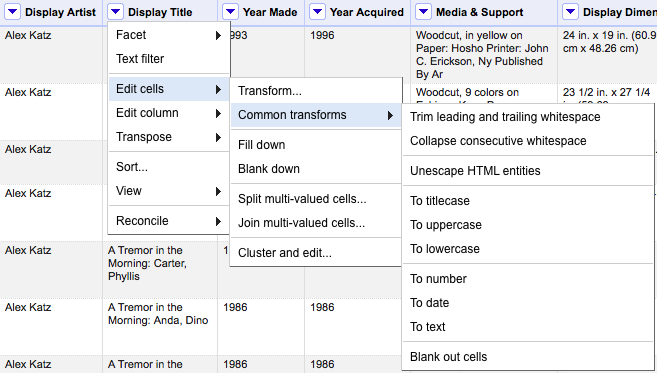 Display Artist
Display Title
Year Made
Year Acquired
Media & Support
Display Dimen
Alex Katz
993
1996
Woodcut, in yellow on
Paper: Hosho Printer: John
C. Erickson, Ny Published
By Ar
24 in. x 19 in. (60.9
cm x 48.26 cm)
Alex Katz
Woodcut, 9 colors on
23 1/2 in. x 27 1/4
Alex Katz
Alex Katz
Alex Katz
A Tremor in the
Morning: Carter,
Phyllis
Alex Katz
A Tremor in the
Morning: Anda, Dino
1986
1986
Alex Katz
A Tremor in the
1986
1986
Facet
Text filter
Edit cells
Edit column
Transpose
Sort...
View
Reconcile
Transform...
Common transforms
Fill down
Blank down
Split multi-valued cells...
Join multi-valued cells...
Cluster and edit...
Trim leading and trailing whitespace
Collapse consecutive whitespace
Unescape HTML entities
To titlecase
To uppercase
To lowercase
To number
To date
To text
Blank out cells